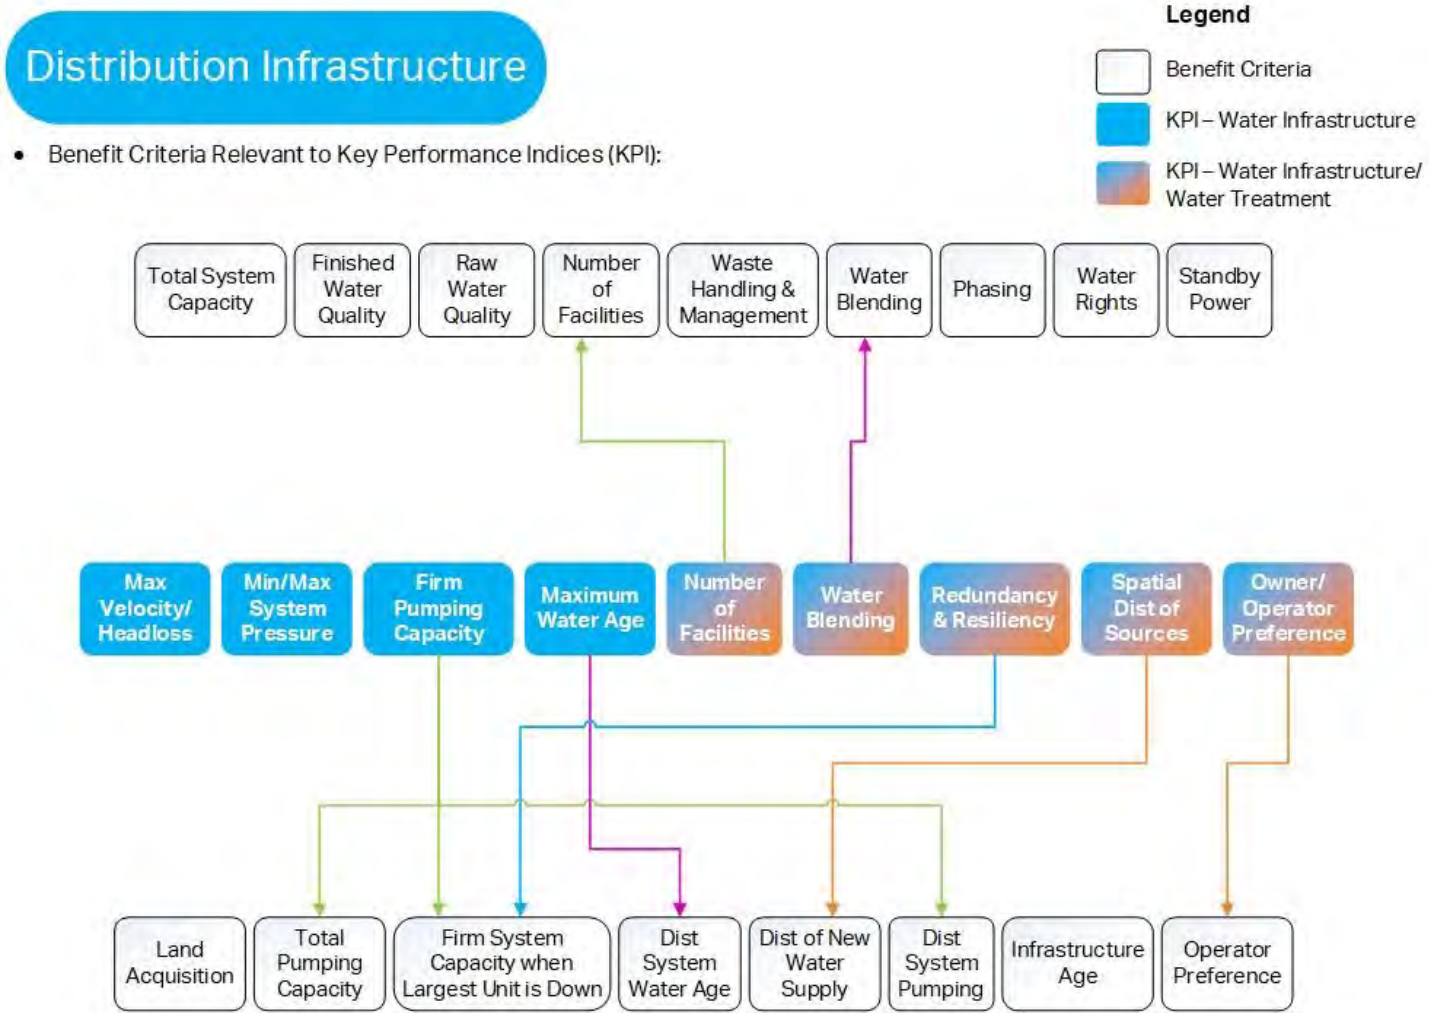 Distribution Infrastructure
Legend
Benefit Criteria
KPI – Water Infrastructure
KPI – Water Infrastructure/
Water Treatment
• Benefit Criteria Relevant to Key Performance Indices (KPI):
Total System
Capacity
Finished
Water
Quality
Raw
Water
Quality
Number
of
Facilities
Waste
Handling &
Management
Water
Blending
Phasing
Water
Rights
Standby
Power
Max
Velocity/
Headloss
Min/Max
System
Pressure
Firm
Pumping
Capacity
Maximum
Water Age
Number
of
Facilities
Water
Blending
Redundancy
& Resiliency
Spatial
Dist of
Sources
Owner/
Operator
Preference
Land
Acquisition
Total
Pumping
Capacity
Firm System
Capacity when
Largest Unit is Down
Dist
System
Water Age
Dist of New
Water
Supply
Dist
System
Pumping
Infrastructure
Age
Operator
Preference